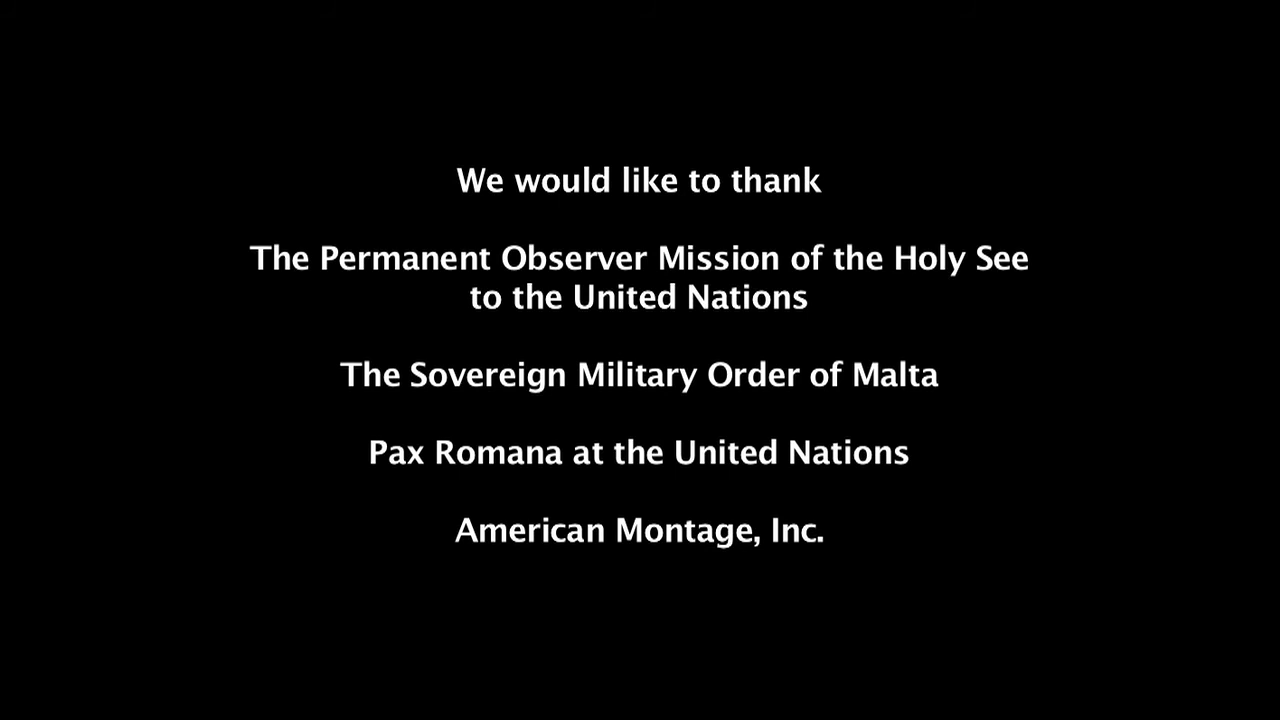 We would like to thank
The Permanent Observer Mission of the Holy See
to the United Nations
The Sovereign Military Order of Malta
Pax Romana at the United Nations
American Montage, Inc.